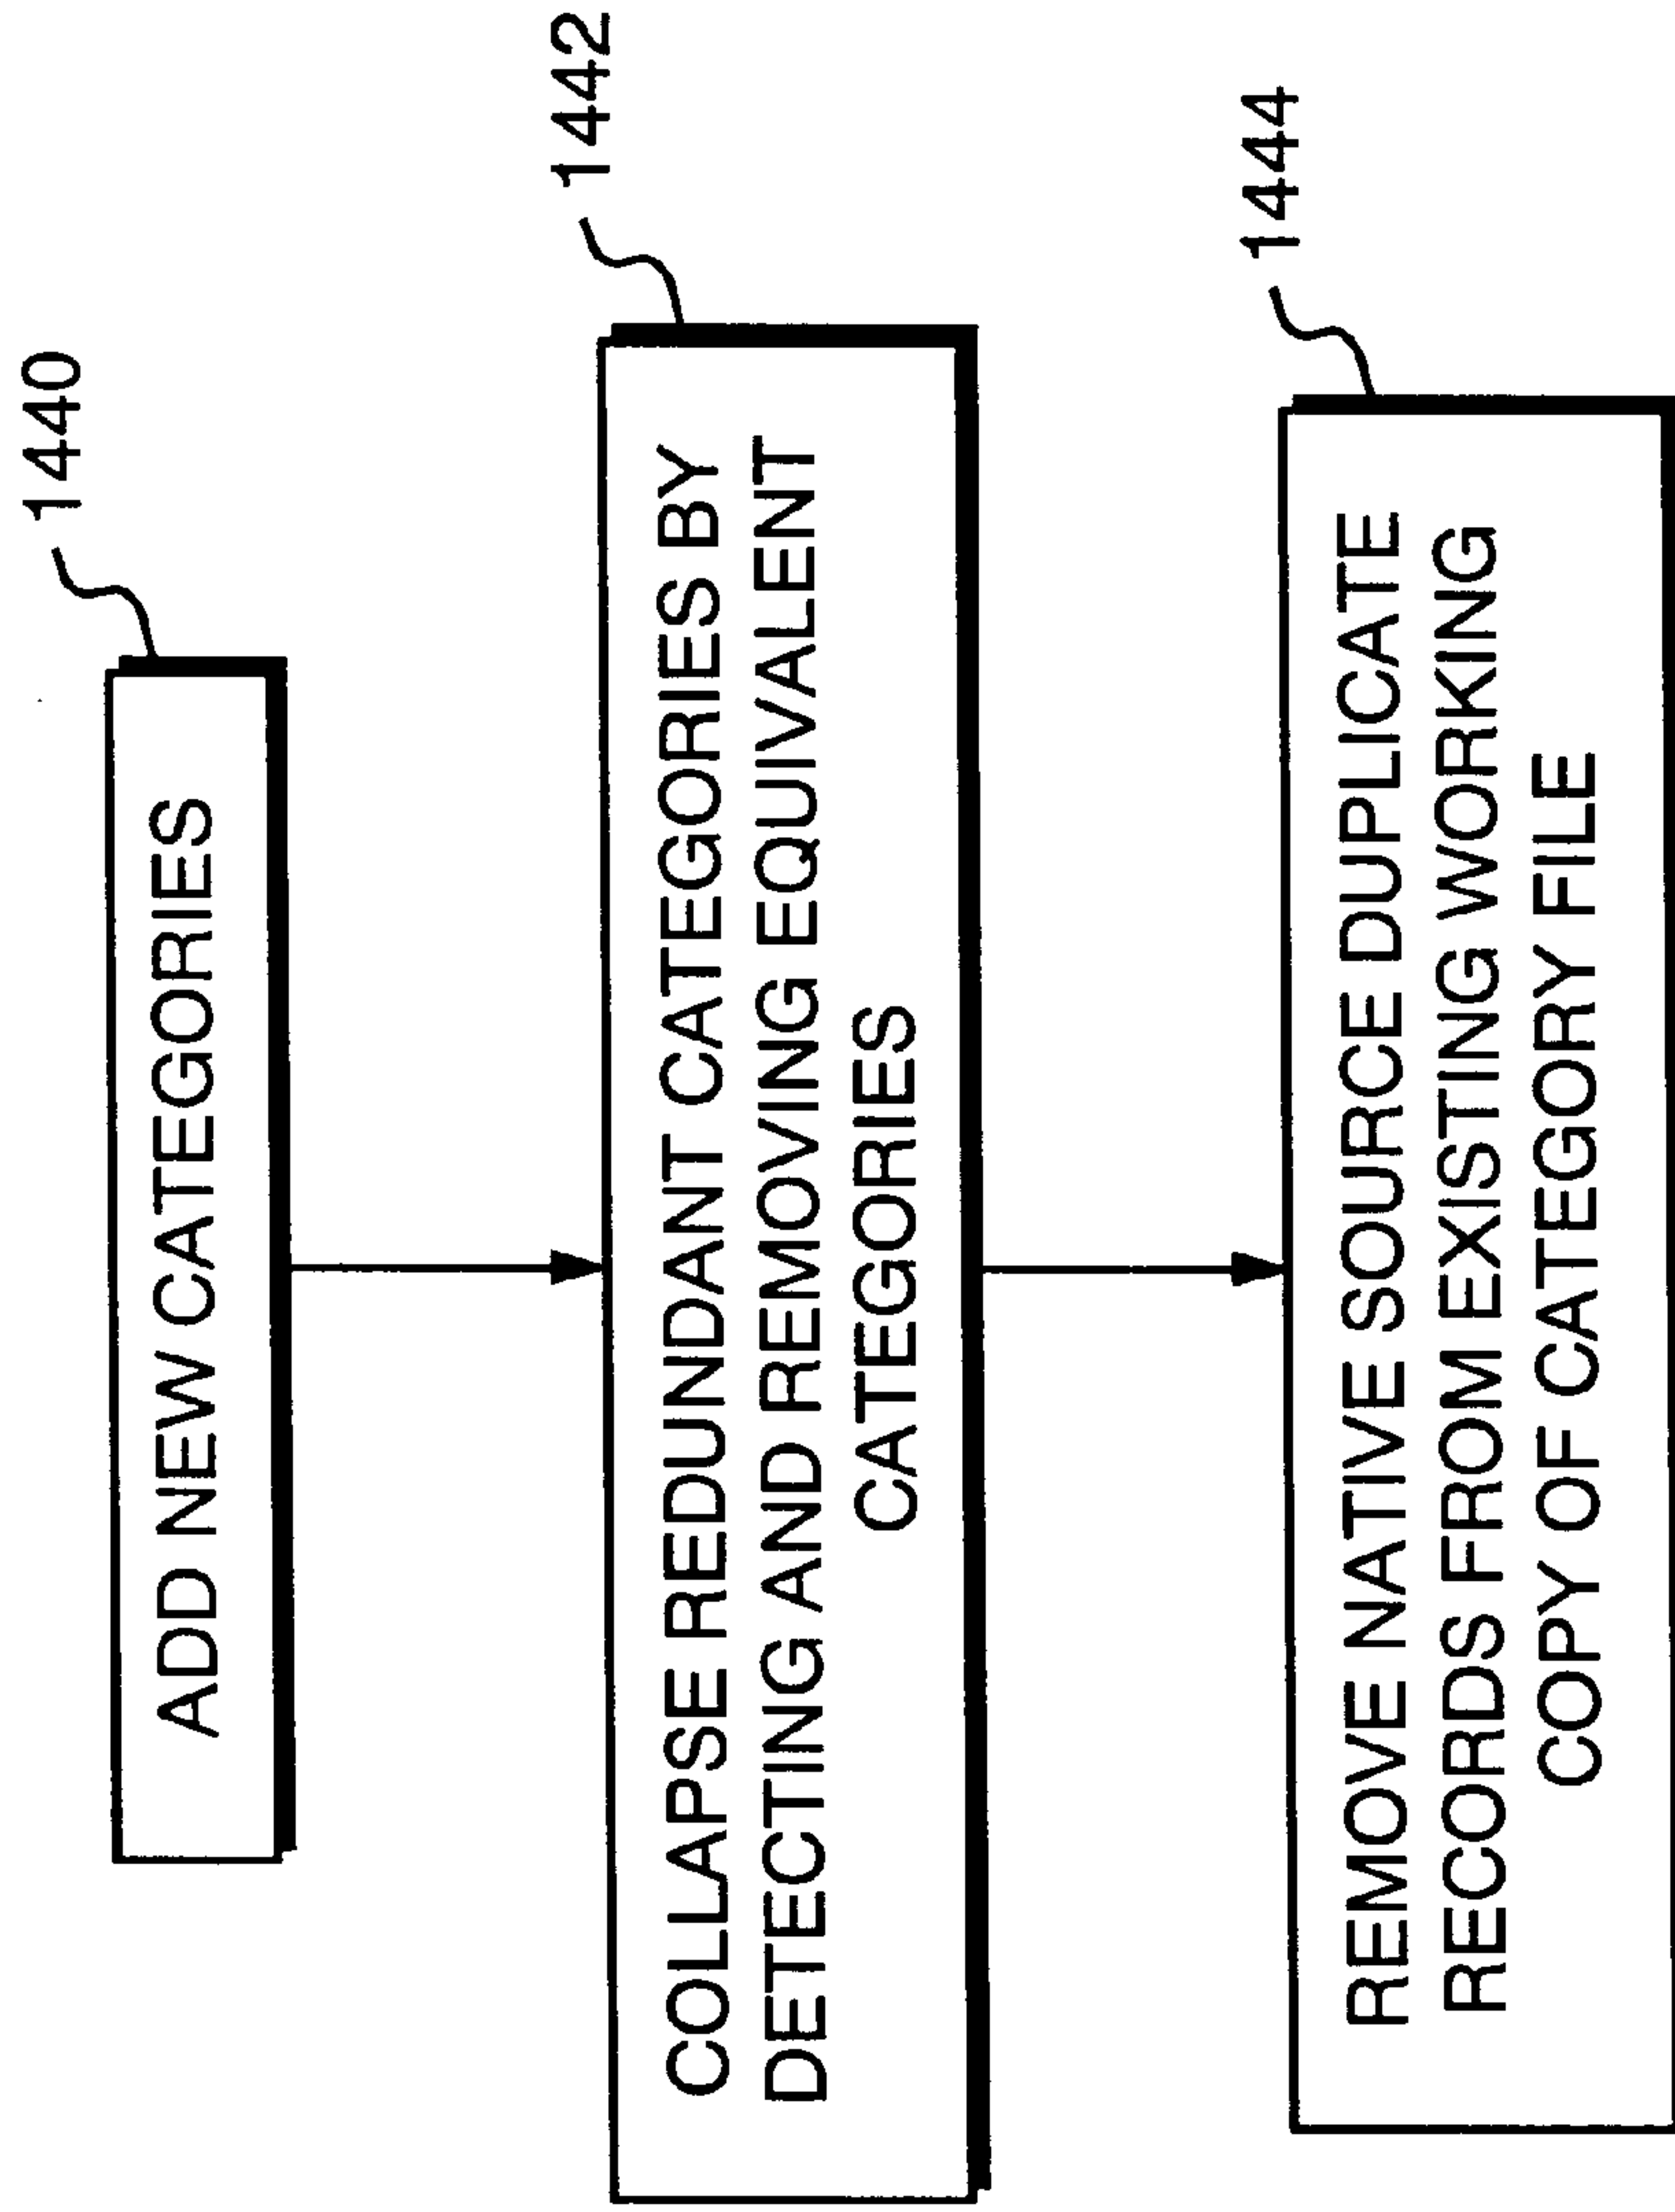 1440
ADD NEW CATEGORIES
1442
COLLAPSE REDUNDANT CATEGORIES BY
DETECTING AND REMOVING EQUIVALENT
CATEGORIES
1444
REMOVE NATIVE SOURCE DUPLICATE
RECORDS FROM EXISTING WORKING
COPY OF CATEGORY FILE